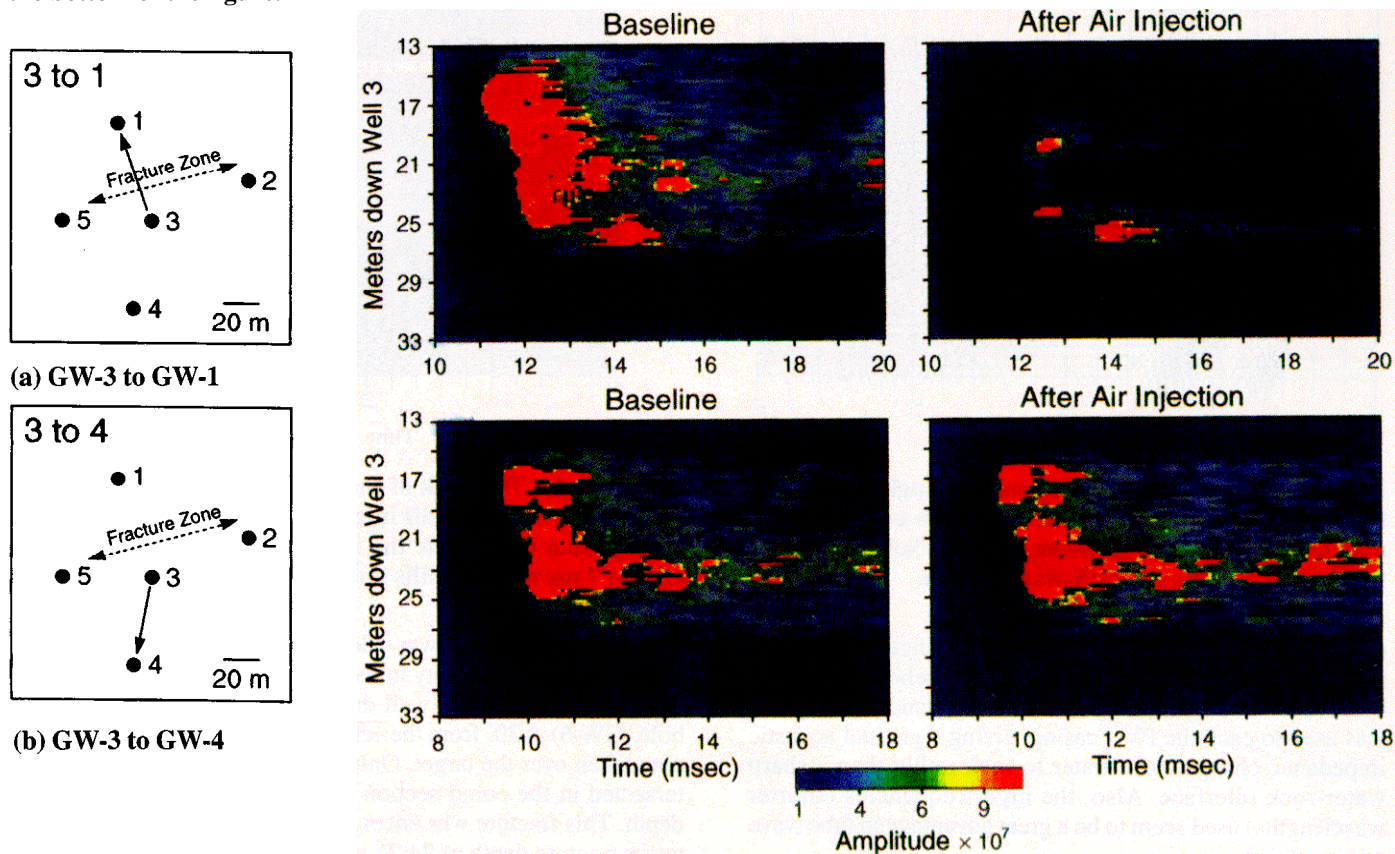 3 to 1
1
Fracture Zone
2
5
3
4
20 m
(a) GW-3 to GW-1
Baseline
After Air Injection
Meters down Well 3
13
17
21
25
29
33
10 12 14 16 18 20
10 12 14 16 18 20
3 to 4
1
Fracture Zone
2
5
3
4
20 m
(b) GW-3 to GW-4
Baseline
After Air Injection
Meters down Well 3
13
17
21
25
29
33
8 10 12 14 16 18
8 10 12 14 16 18
Time (msec)
Time (msec)
1 4 6 9
Amplitude × 10⁷